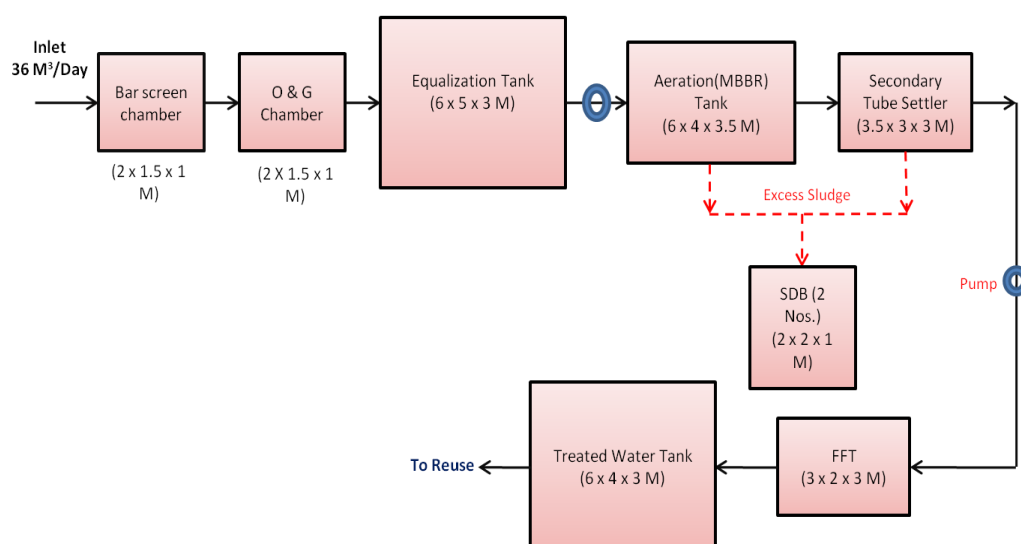 Inlet
36 M³/Day
Bar screen
chamber
(2 x 1.5 x 1
M)
O & G
Chamber
(2 X 1.5 x 1
M)
Equalization Tank
(6 x 5 x 3 M)
Aeration(MBBR)
Tank
(6 x 4 x 3.5 M)
Secondary
Tube Settler
(3.5 x 3 x 3 M)
Excess Sludge
SDB (2
Nos.)
(2 x 2 x 1
M)
Pump
FFT
(3 x 2 x 3 M)
Treated Water Tank
(6 x 4 x 3 M)
To Reuse